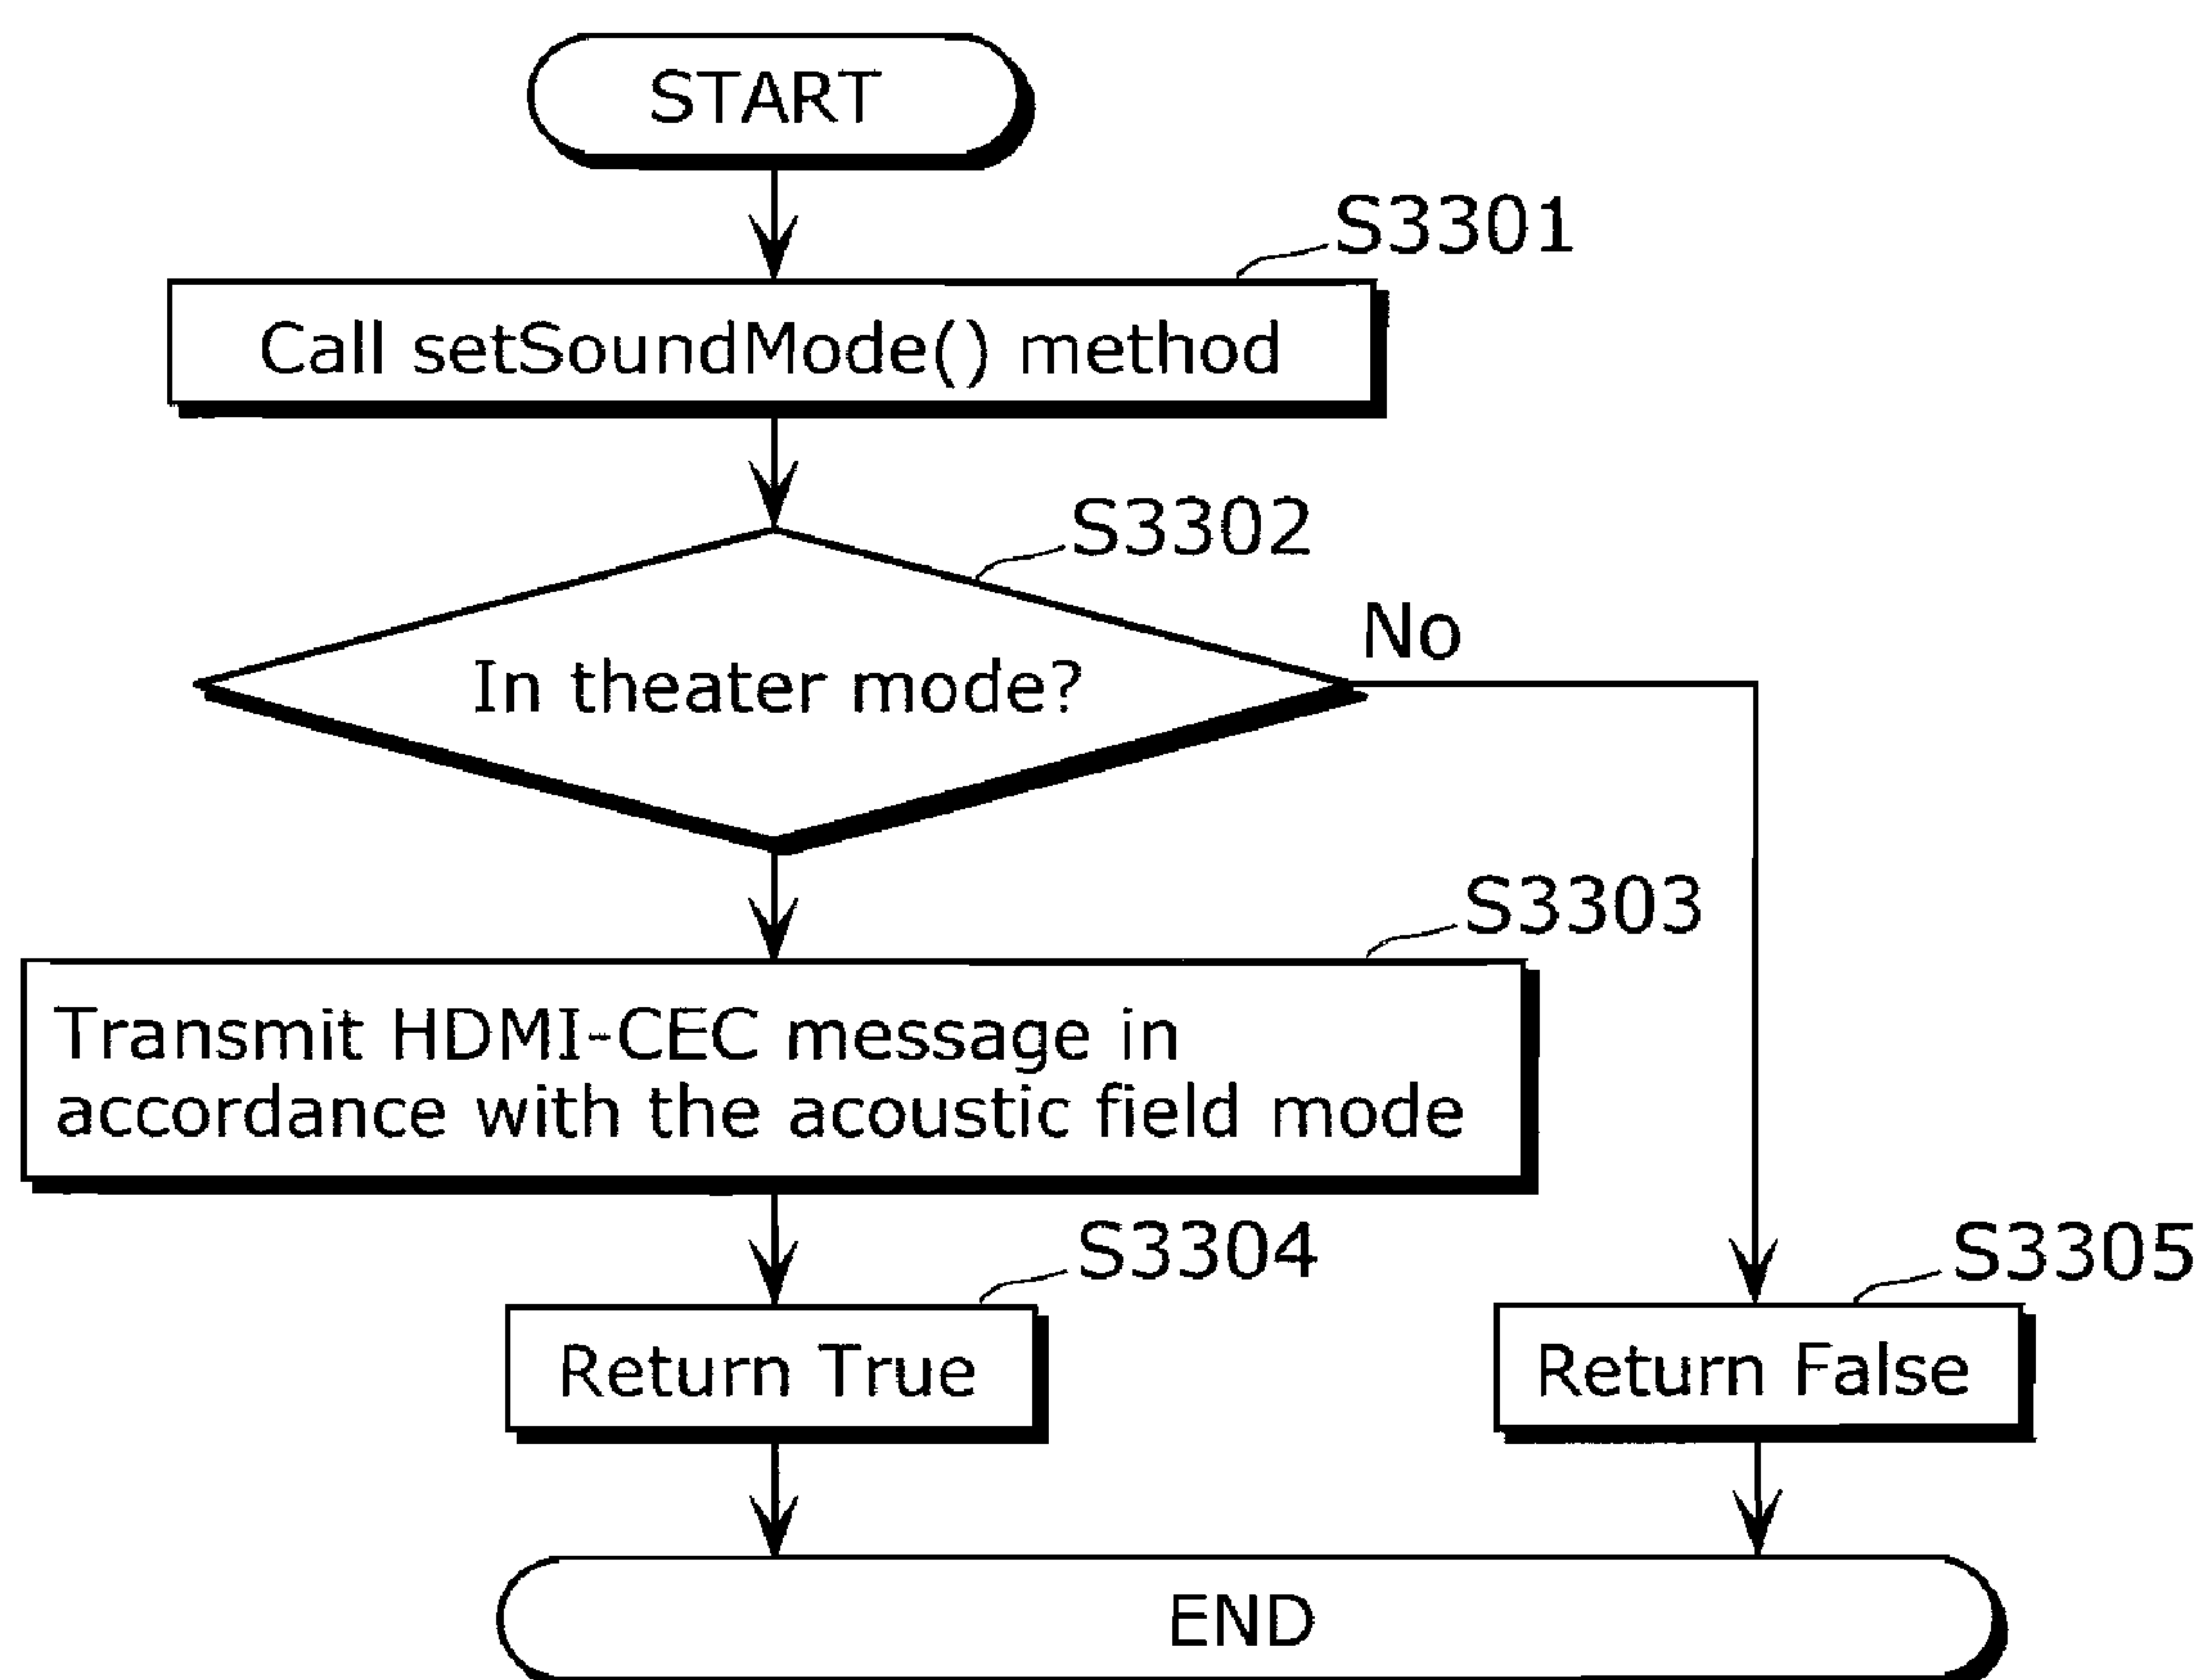 START
S3301
Call setSoundMode() method
S3302
No
In theater mode?
S3303
Transmit HDMI-CEC message in
accordance with the acoustic field mode
S3304
S3305
Return True
Return False
END